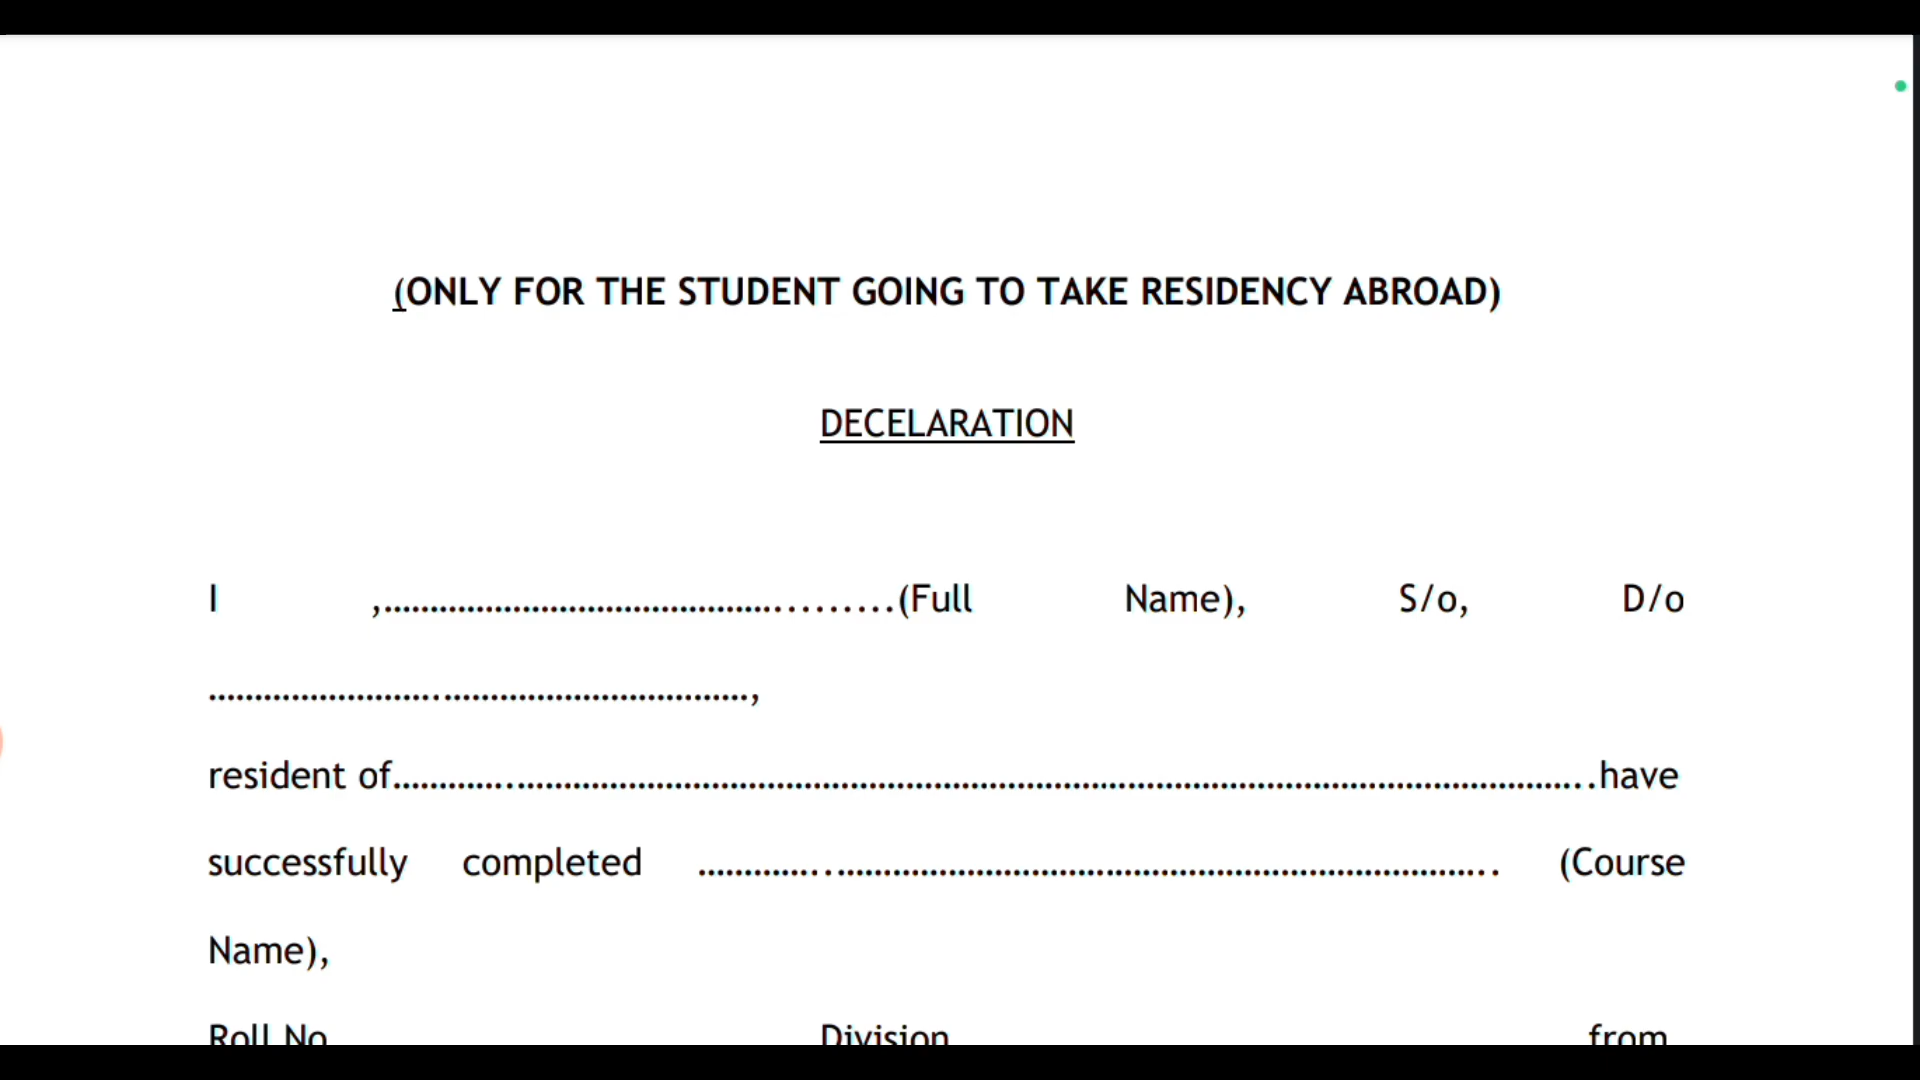 (ONLY FOR THE STUDENT GOING TO TAKE RESIDENCY ABROAD)
DECELARATION
I ,................................................(Full Name), S/o, D/o
......................................................,
resident of..............................................................................................................have
successfully completed ........................................................................ (Course
Name),
Roll No Division from